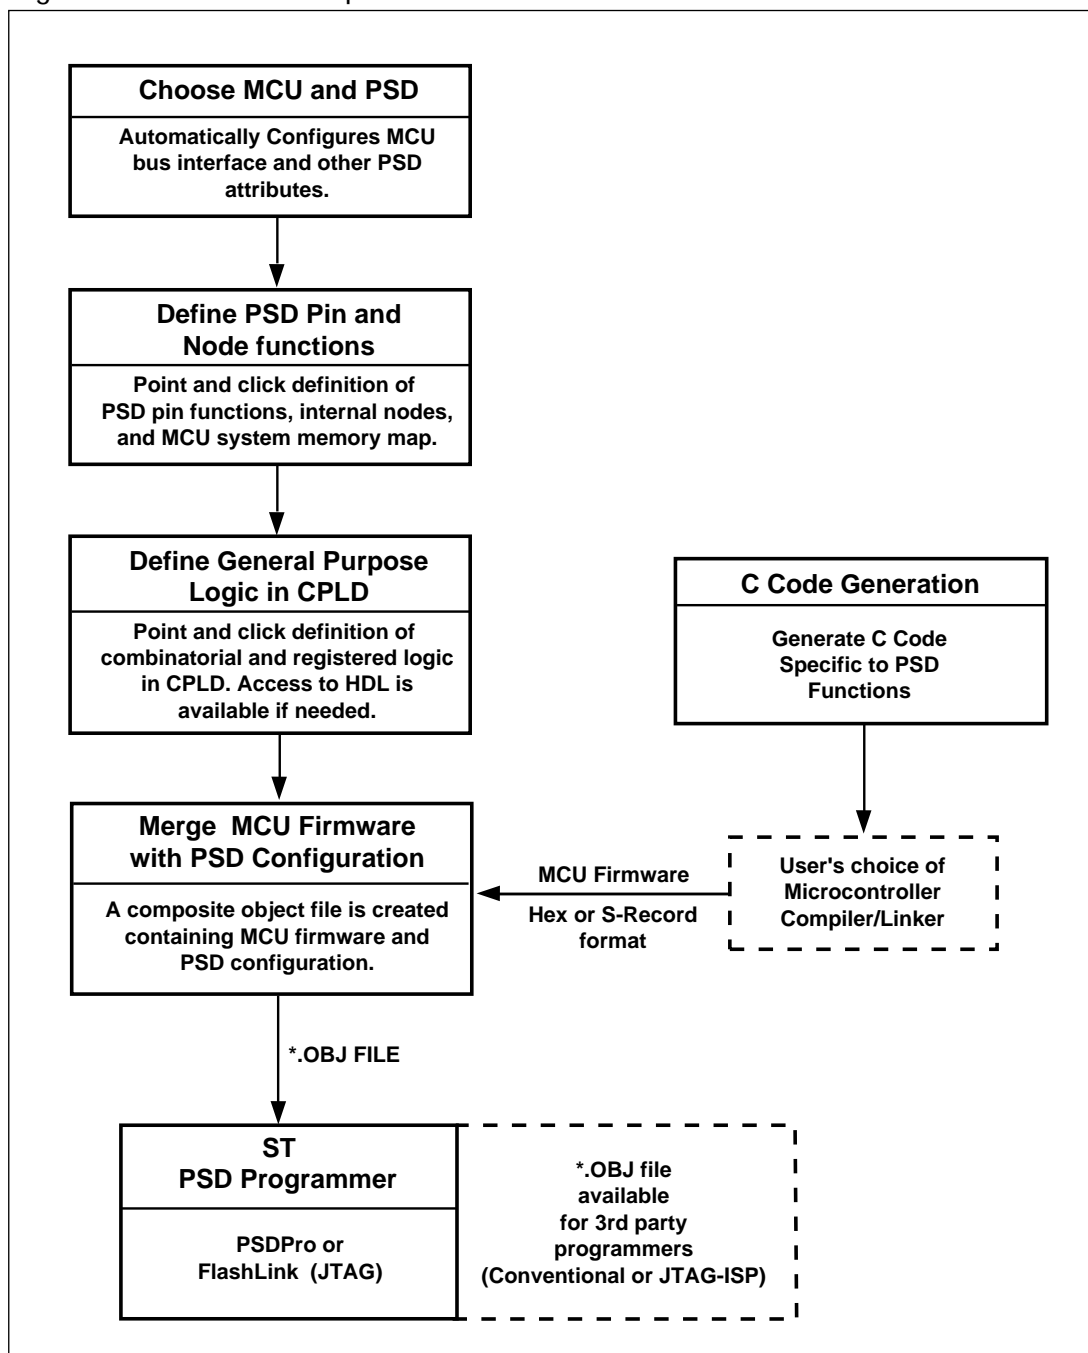 Choose MCU and PSD
Automatically Configures MCU
bus interface and other PSD
attributes.
Define PSD Pin and
Node functions
Point and click definition of
PSD pin functions, internal nodes,
and MCU system memory map.
Define General Purpose
Logic in CPLD
Point and click definition of
combinatorial and registered logic
in CPLD. Access to HDL is
available if needed.
C Code Generation
Generate C Code
Specific to PSD
Functions
Merge MCU Firmware
with PSD Configuration
A composite object file is created
containing MCU firmware and
PSD configuration.
MCU Firmware
Hex or S-Record
format
User's choice of
Microcontroller
Compiler/Linker
*.OBJ FILE
ST
PSD Programmer
PSDPro or
FlashLink (JTAG)
*.OBJ file
available
for 3rd party
programmers
(Conventional or JTAG-ISP)